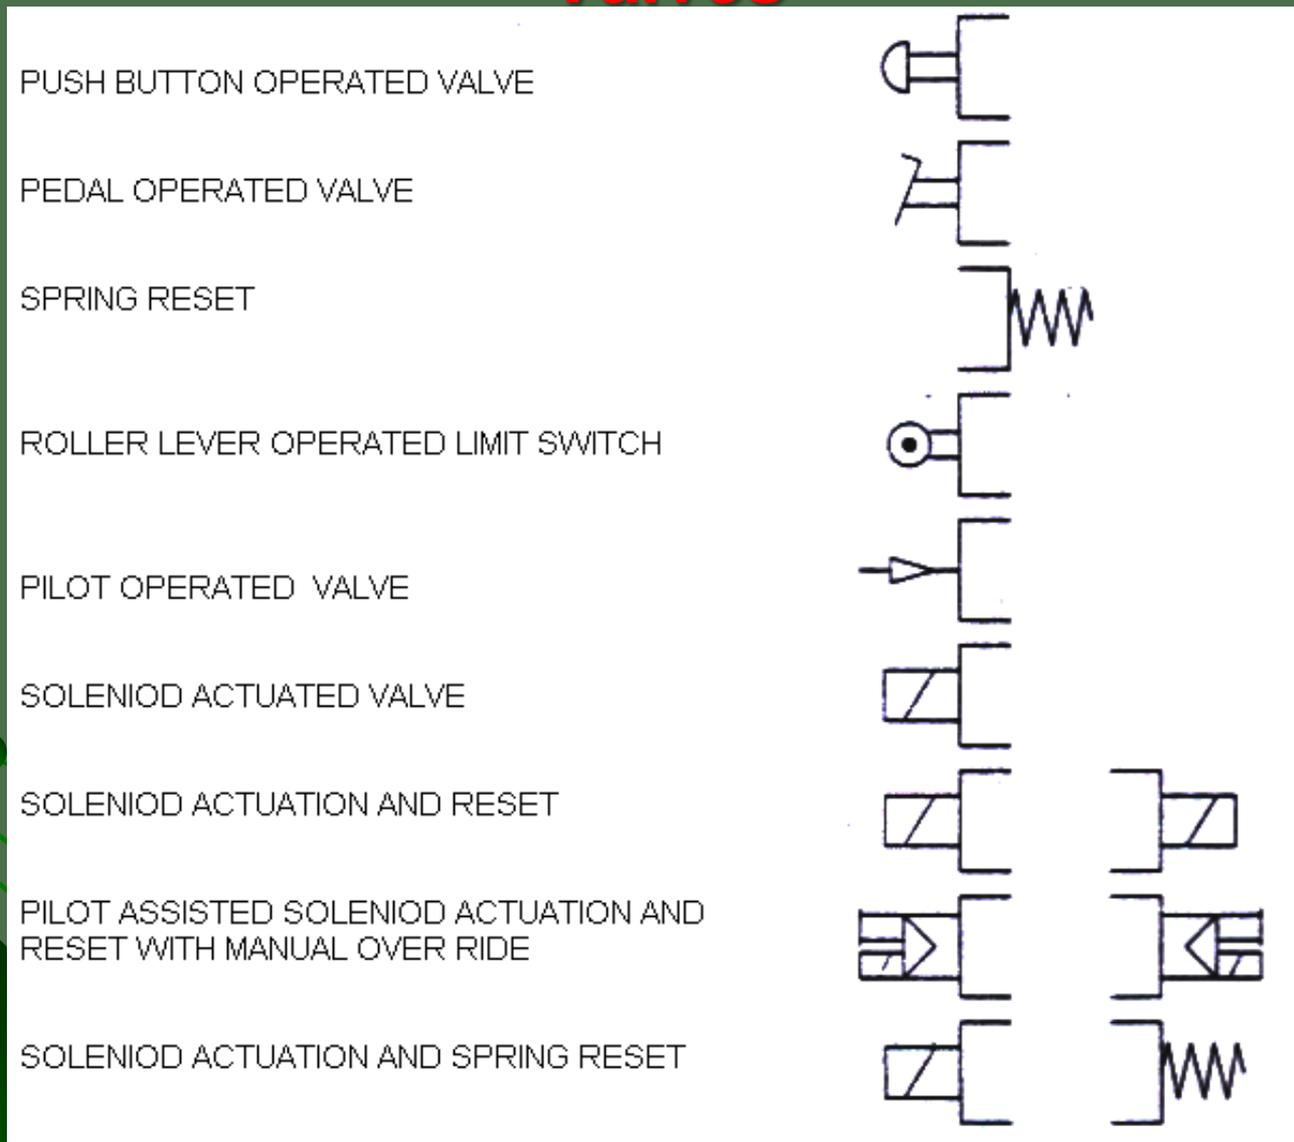 PUSH BUTTON OPERATED VALVE
PEDAL OPERATED VALVE
SPRING RESET
ROLLER LEVER OPERATED LIMIT SWITCH
PILOT OPERATED VALVE
SOLENIOD ACTUATED VALVE
SOLENIOD ACTUATION AND RESET
PILOT ASSISTED SOLENIOD ACTUATION AND
RESET WITH MANUAL OVER RIDE
SOLENIOD ACTUATION AND SPRING RESET